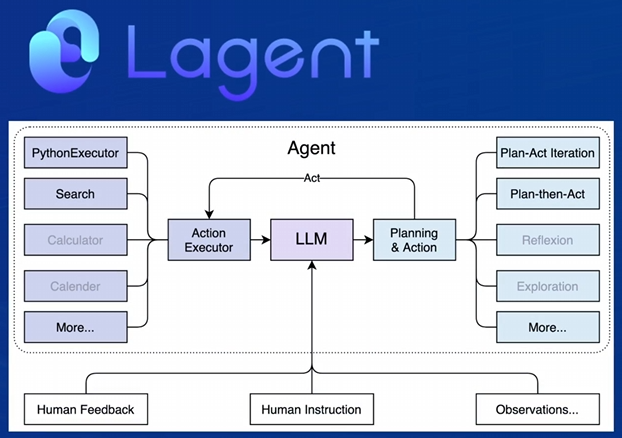 Lagent
Agent
PythonExecutor
Search
Calculator
Calender
More...
Act
Action
Executor
LLM
Planning
& Action
Plan-Act Iteration
Plan-then-Act
Reflexion
Exploration
More...
Human Feedback
Human Instruction
Observations...